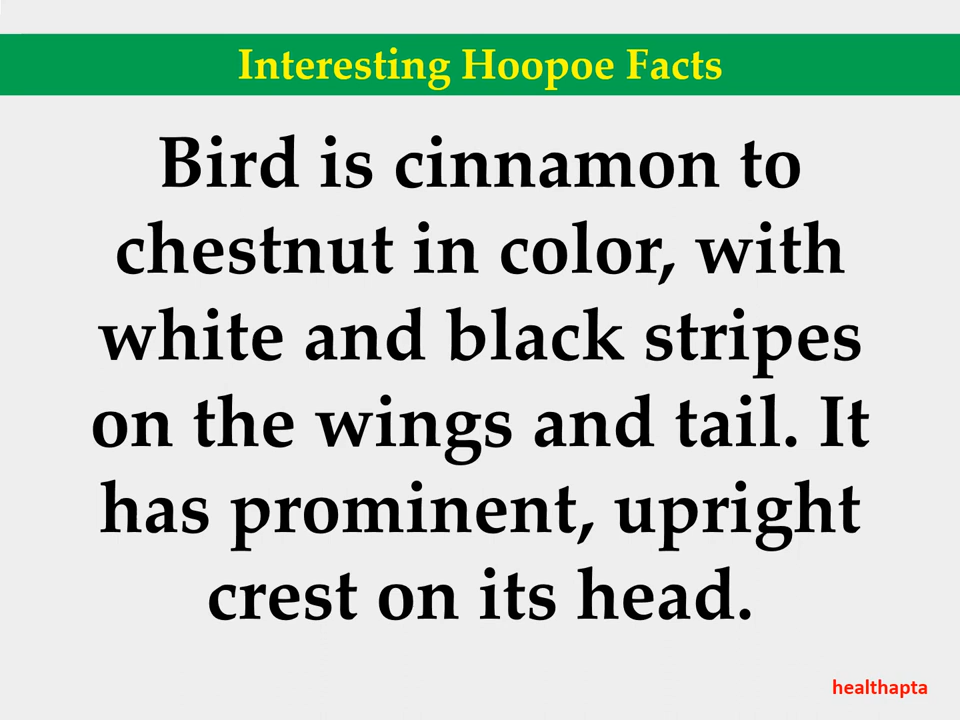 Interesting Hoopoe Facts
Bird is cinnamon to
chestnut in color, with
white and black stripes
on the wings and tail. It
has prominent, upright
crest on its head.
healthapta